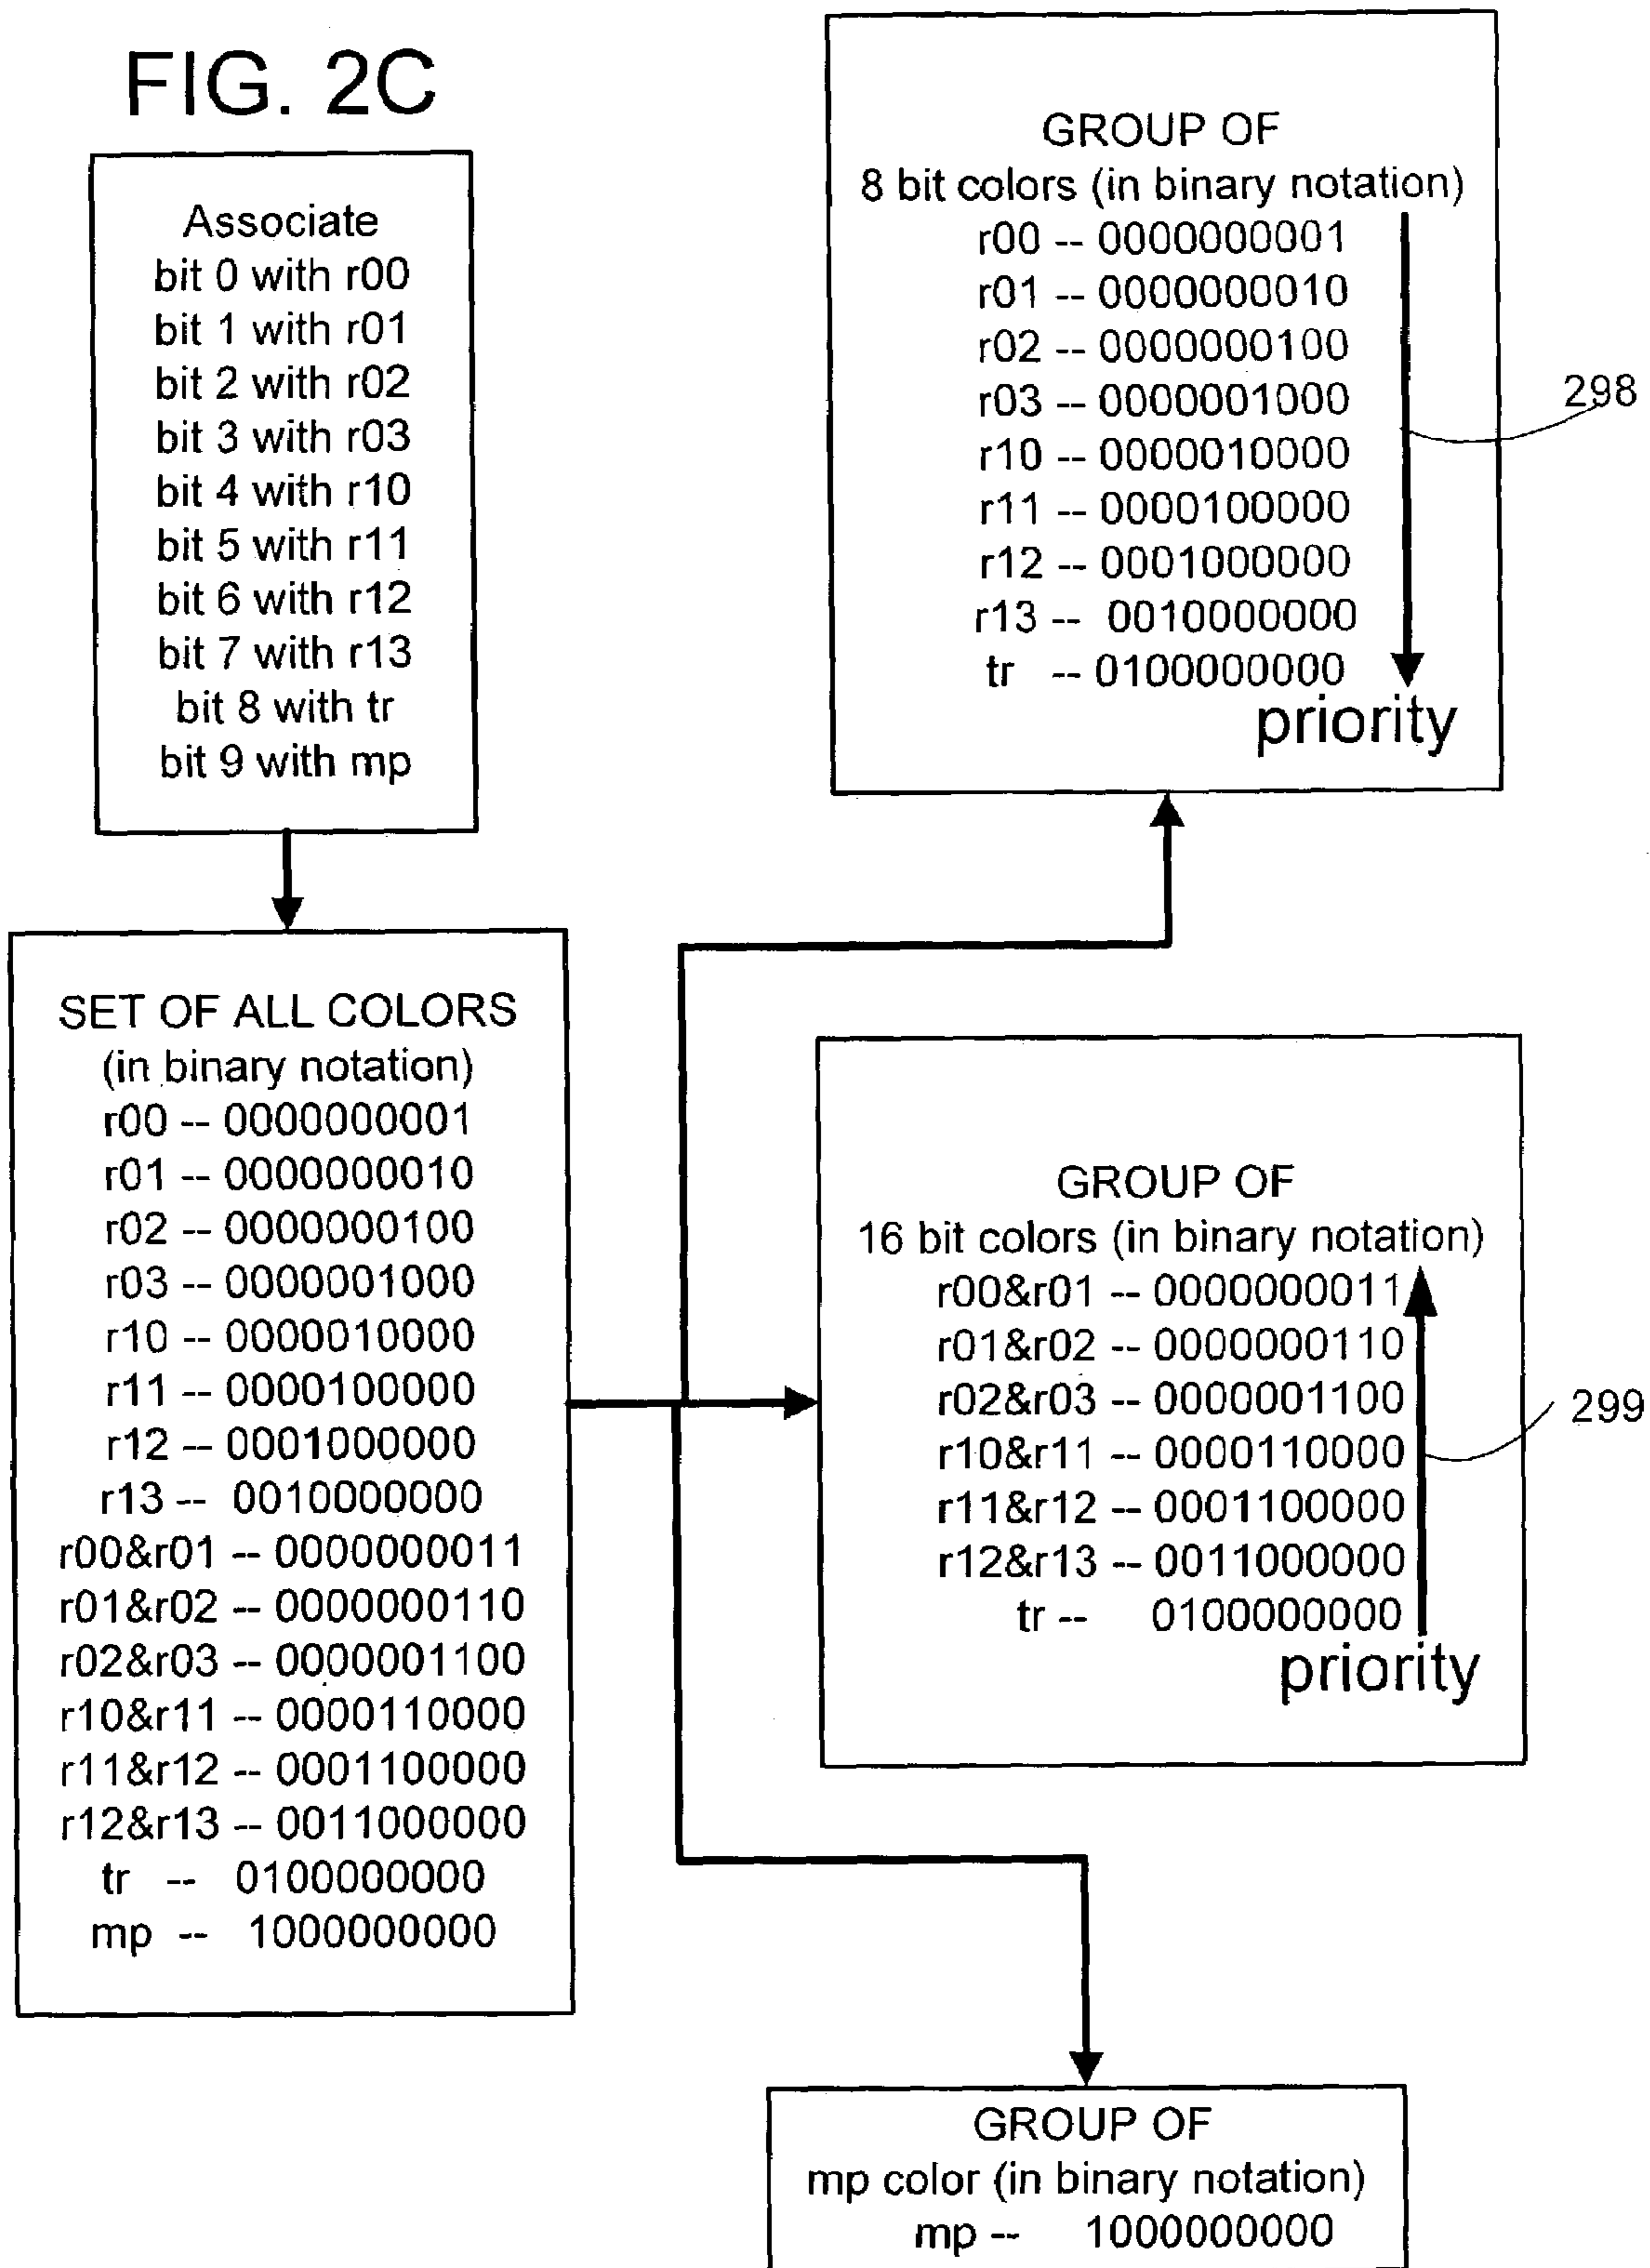 FIG. 2C
Associate
bit 0 with r00
bit 1 with r01
bit 2 with r02
bit 3 with r03
bit 4 with r10
bit 5 with r11
bit 6 with r12
bit 7 with r13
bit 8 with tr
bit 9 with mp
SET OF ALL COLORS
(in binary notation)
r00 -- 0000000001
r01 -- 0000000010
r02 -- 0000000100
r03 -- 0000001000
r10 -- 0000010000
r11 -- 0000100000
r12 -- 0001000000
r13 -- 0010000000
r00&r01 -- 0000000011
r01&r02 -- 0000000110
r02&r03 -- 0000001100
r10&r11 -- 0000110000
r11&r12 -- 0001100000
r12&r13 -- 0011000000
tr -- 0100000000
mp -- 1000000000
GROUP OF
8 bit colors (in binary notation)
r00 -- 0000000001
r01 -- 0000000010
r02 -- 0000000100
r03 -- 0000001000
r10 -- 0000010000
r11 -- 0000100000
r12 -- 0001000000
r13 -- 0010000000
tr -- 0100000000
priority
298
GROUP OF
16 bit colors (in binary notation)
r00&r01 -- 0000000011
r01&r02 -- 0000000110
r02&r03 -- 0000001100
r10&r11 -- 0000110000
r11&r12 -- 0001100000
r12&r13 -- 0011000000
tr -- 0100000000
priority
299
GROUP OF
mp color (in binary notation)
mp -- 1000000000